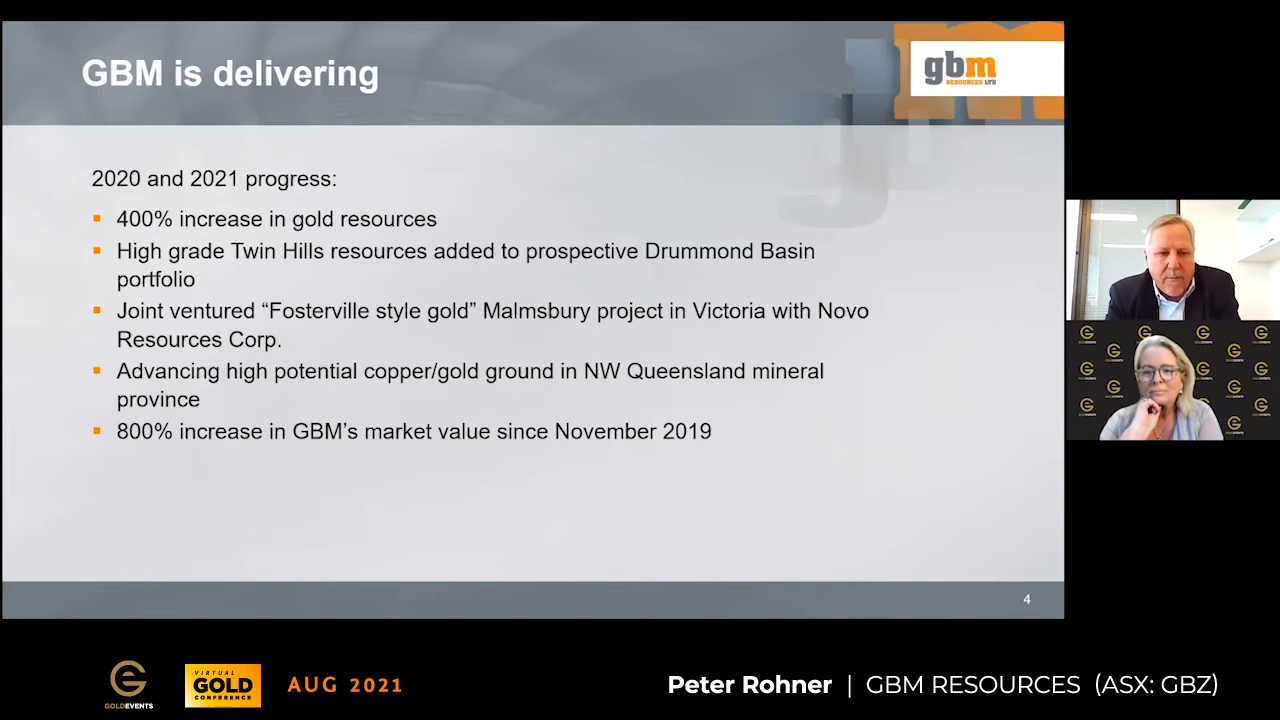 GBM is delivering
gbm
RESOURCES LTD
2020 and 2021 progress:
▪ 400% increase in gold resources
▪ High grade Twin Hills resources added to prospective Drummond Basin
portfolio
▪ Joint ventured “Fosterville style gold” Malmsbury project in Victoria with Novo
Resources Corp.
▪ Advancing high potential copper/gold ground in NW Queensland mineral
province
▪ 800% increase in GBM’s market value since November 2019
4
GOLDEVENTS
VIRTUAL
GOLD
CONFERENCE
AUG 2021
Peter Rohner | GBM RESOURCES (ASX: GBZ)